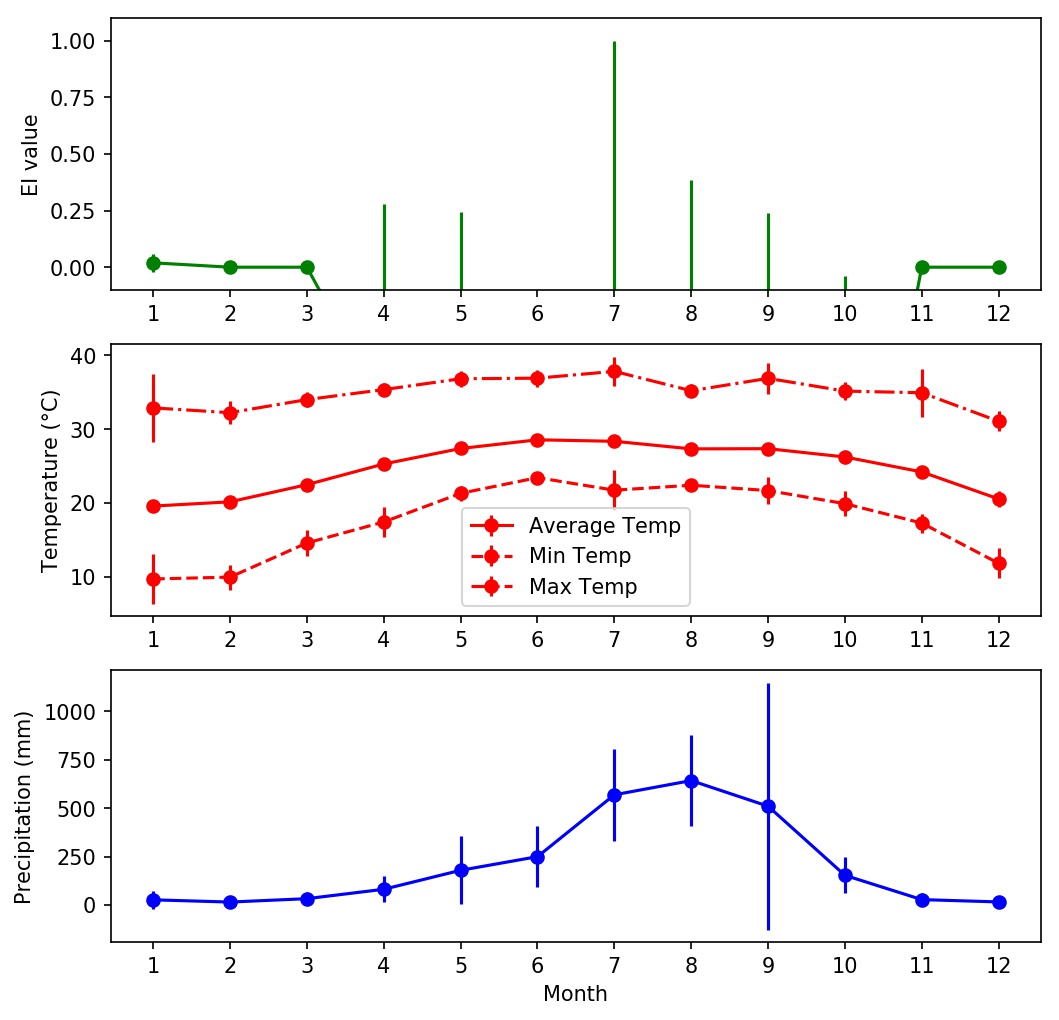 EI value
1.00
0.75
0.50
0.25
0.00
1 2 3 4 5 6 7 8 9 10 11 12
Temperature (°C)
40
30
20
10
Average Temp
Min Temp
Max Temp
1 2 3 4 5 6 7 8 9 10 11 12
Precipitation (mm)
1000
750
500
250
0
1 2 3 4 5 6 7 8 9 10 11 12
Month